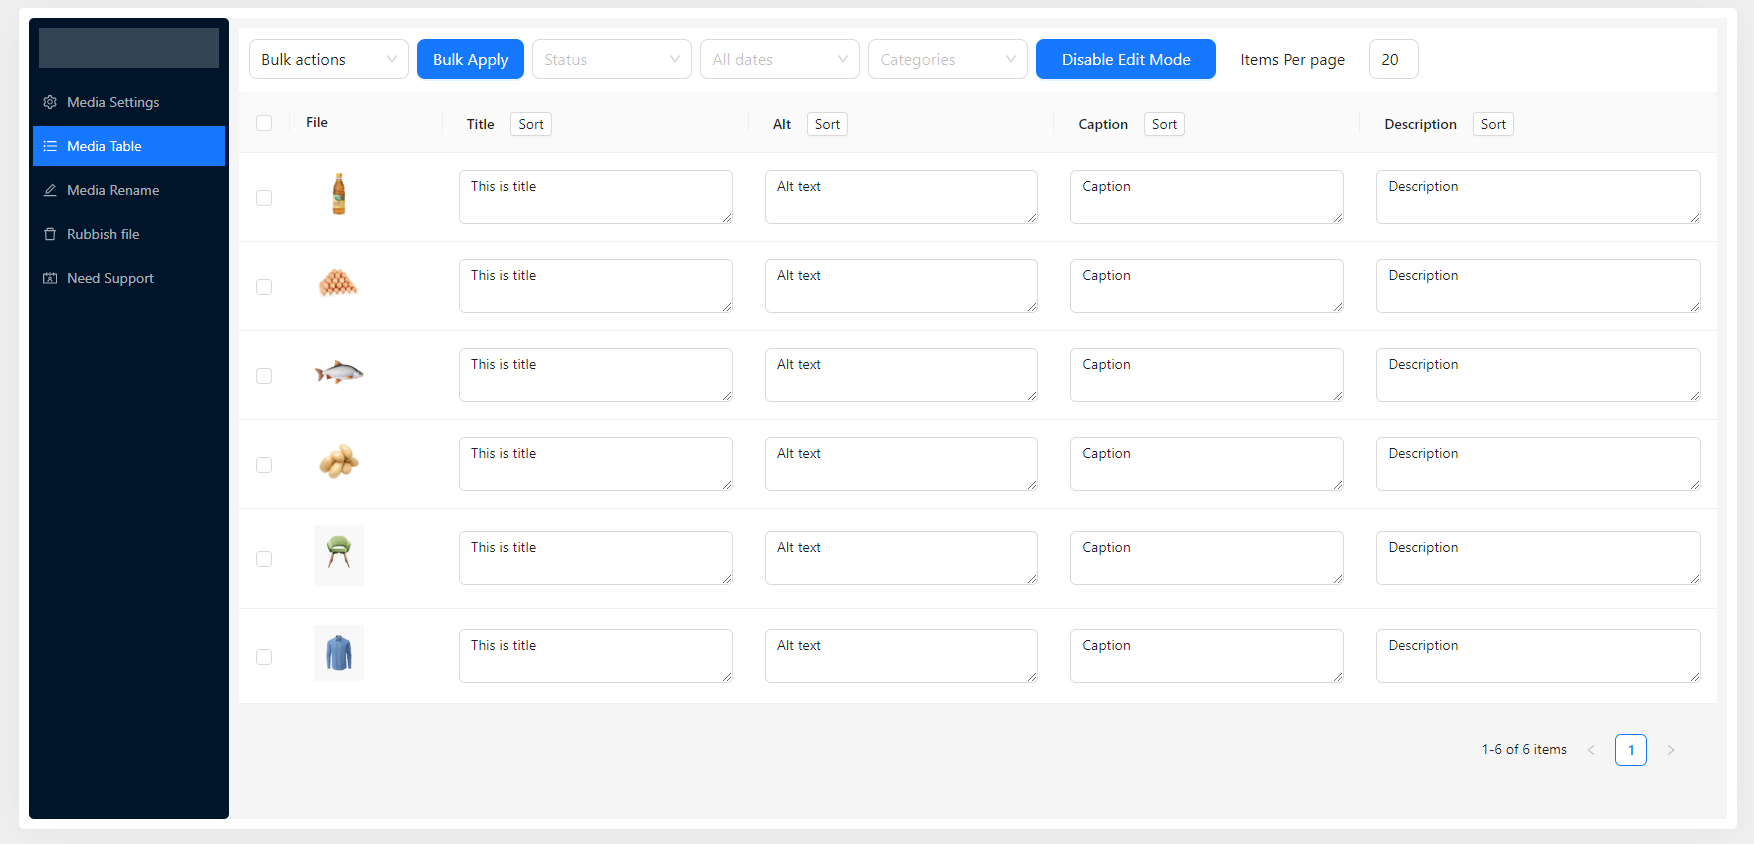 Bulk actions Bulk Apply Status All dates Categories Disable Edit Mode Items Per page 20
Media Settings
Media Table
Media Rename
Rubbish file
Need Support
File Title Sort Alt Sort Caption Sort Description Sort
This is title Alt text Caption Description
This is title Alt text Caption Description
This is title Alt text Caption Description
This is title Alt text Caption Description
This is title Alt text Caption Description
This is title Alt text Caption Description
1-6 of 6 items < 1 >